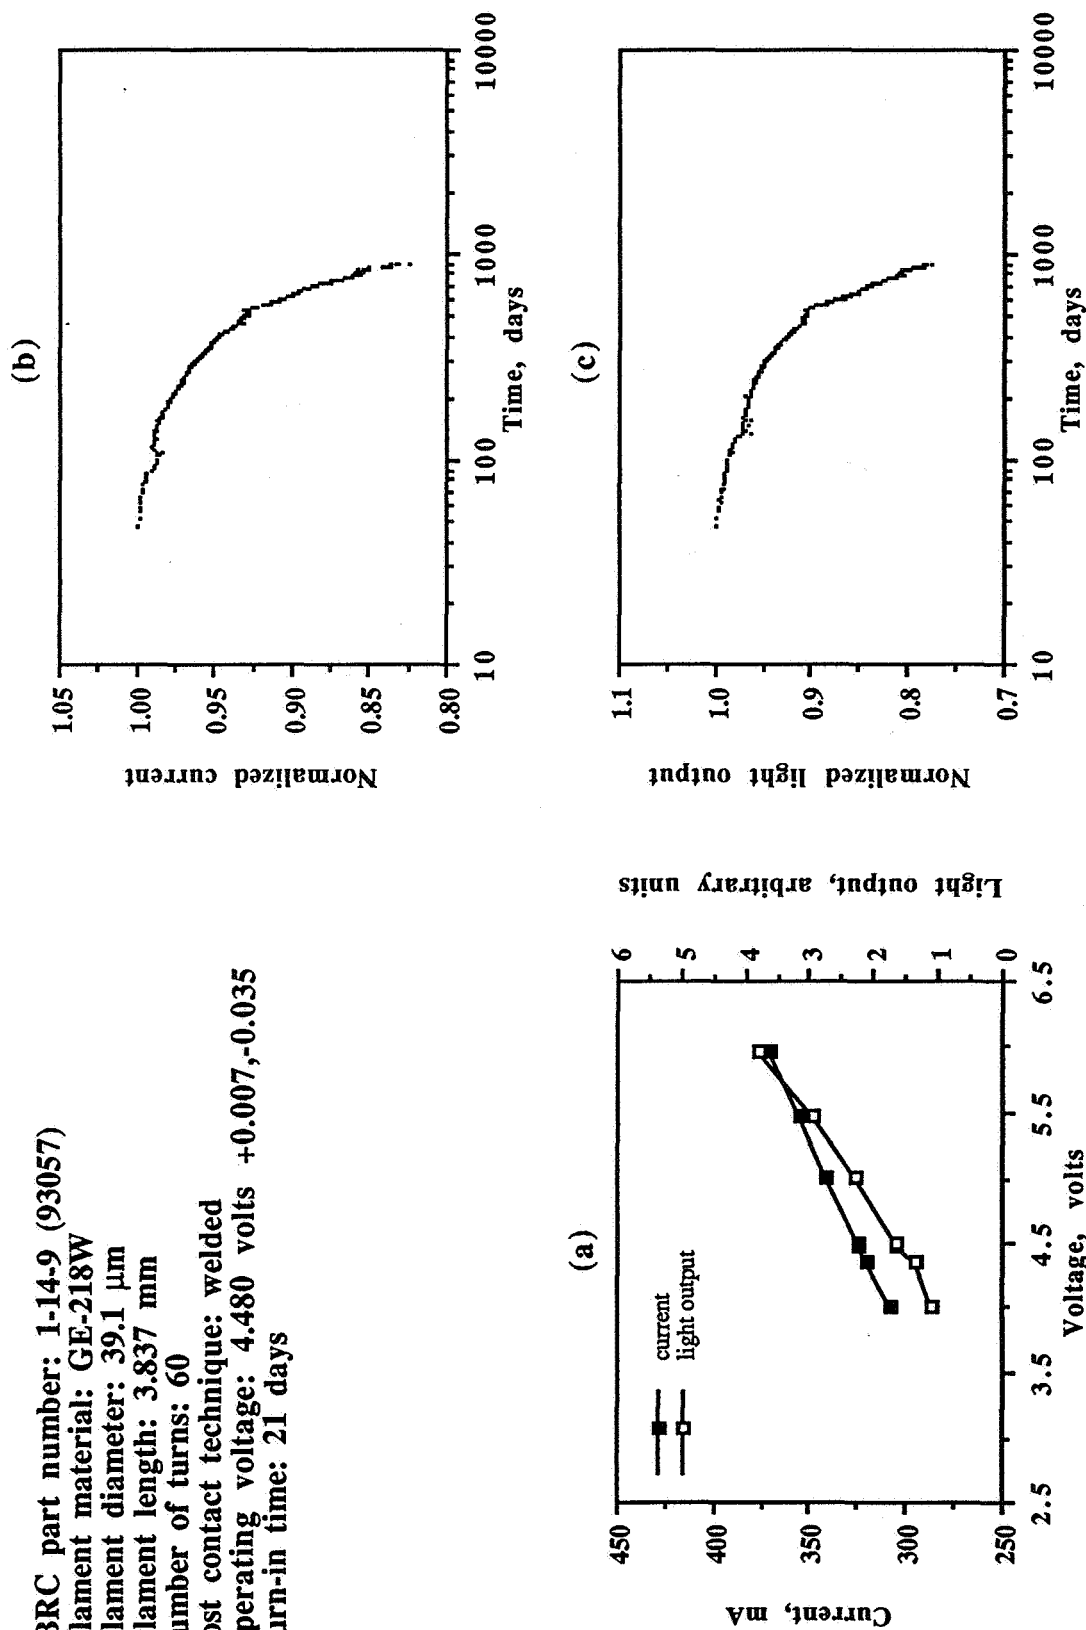 BRC part number: 1-14-9 (93057)
lament material: GE-218W
lament diameter: 39.1 μm
lament length: 3.837 mm
umber of turns: 60
ost contact technique: welded
perating voltage: 4.480 volts +0.007,-0.035
urn-in time: 21 days
(b)
Normalized current
1.05
1.00
0.95
0.90
0.85
0.80
10
100
1000
10000
Time, days
(a)
current
light output
Current, mA
450
400
350
300
250
2.5
3.5
4.5
5.5
6.5
Voltage, volts
6
5
4
3
2
1
0
Light output, arbitrary units
(c)
Normalized light output
1.1
1.0
0.9
0.8
0.7
10
100
1000
10000
Time, days